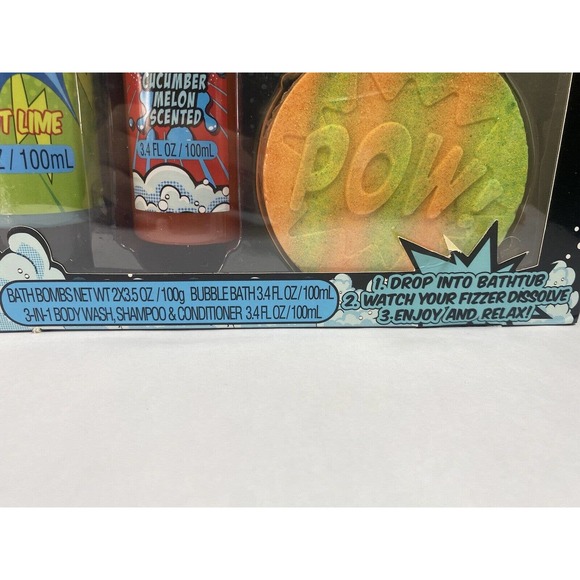 T LIME
/ 100mL
CUCUMBER
MELON
SCENTED
3.4 FL OZ / 100mL
POW!
BATH BOMBS NET WT 2X3.5 OZ / 100g BUBBLE BATH 3.4 FL OZ / 100mL
3-IN-1 BODY WASH, SHAMPOO & CONDITIONER 3.4 FL OZ / 100mL
1. DROP INTO BATHTUB
2. WATCH YOUR FIZZER DISSOLVE
3. ENJOY AND RELAX!